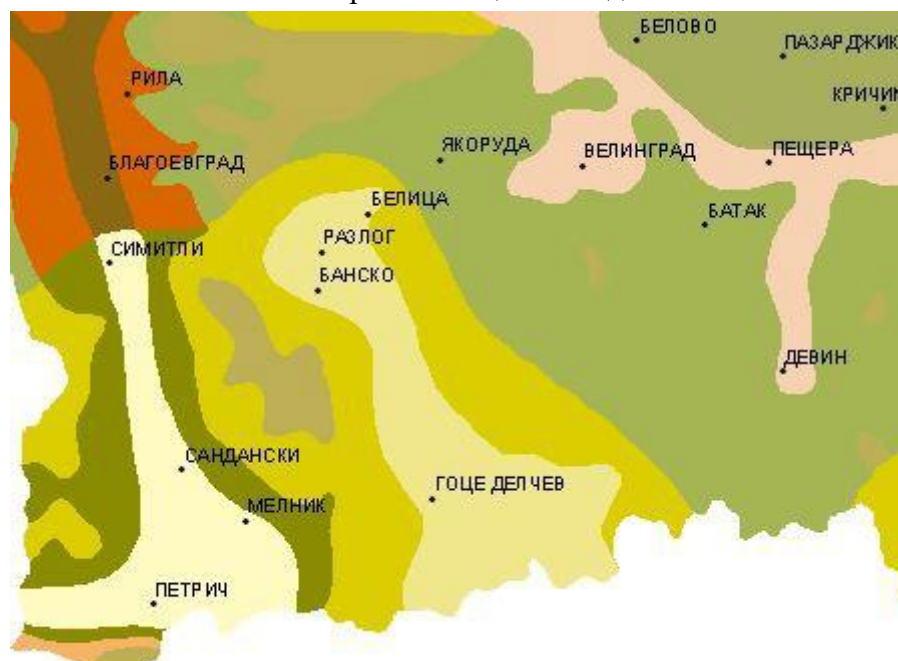 БЕЛОВО
ПАЗАРДЖИК
РИЛА
КРИЧИМ
БЛАГОЕВГРАД
ЯКОРУДА
ВЕЛИНГРАД
ПЕЩЕРА
БЕЛИЦА
БАТАК
СИМИТЛИ
РАЗЛОГ
БАНСКО
ДЕВИН
САНДАНСКИ
ГОЦЕ ДЕЛЧЕВ
МЕЛНИК
ПЕТРИЧ